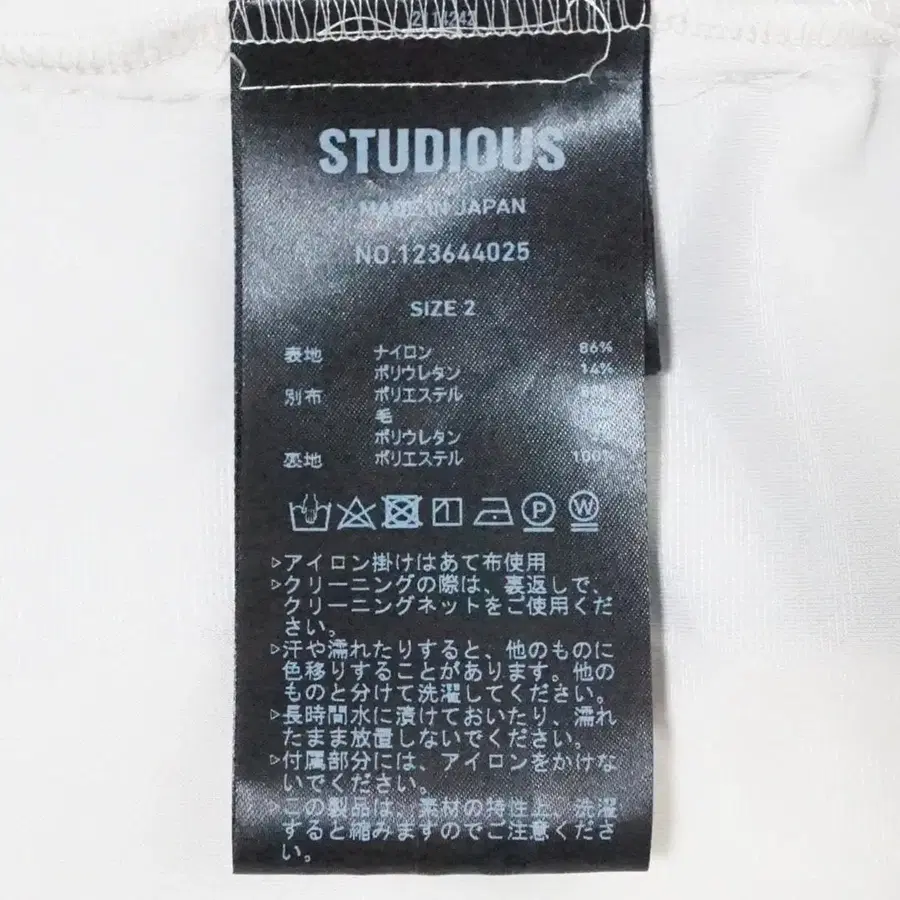 STUDIOUS
MADE IN JAPAN
NO.123644025
SIZE 2
表地 ナイロン 86%
ポリウレタン 14%
別布 ポリエステル
毛
ポリウレタン
裏地 ポリエステル 100%
P W
▷アイロン掛けはあて布使用
▷クリーニングの際は、裏返しで、
クリーニングネットをご使用くだ
さい。
▷汗や濡れたりすると、他のものに
色移りすることがあります。他の
ものと分けて洗濯してください。
▷長時間水に漬けておいたり、濡れ
たまま放置しないでください。
▷付属部分には、アイロンをかけな
いでください。
▷この製品は、素材の特性上、洗濯
すると縮みますのでご注意くださ
い。